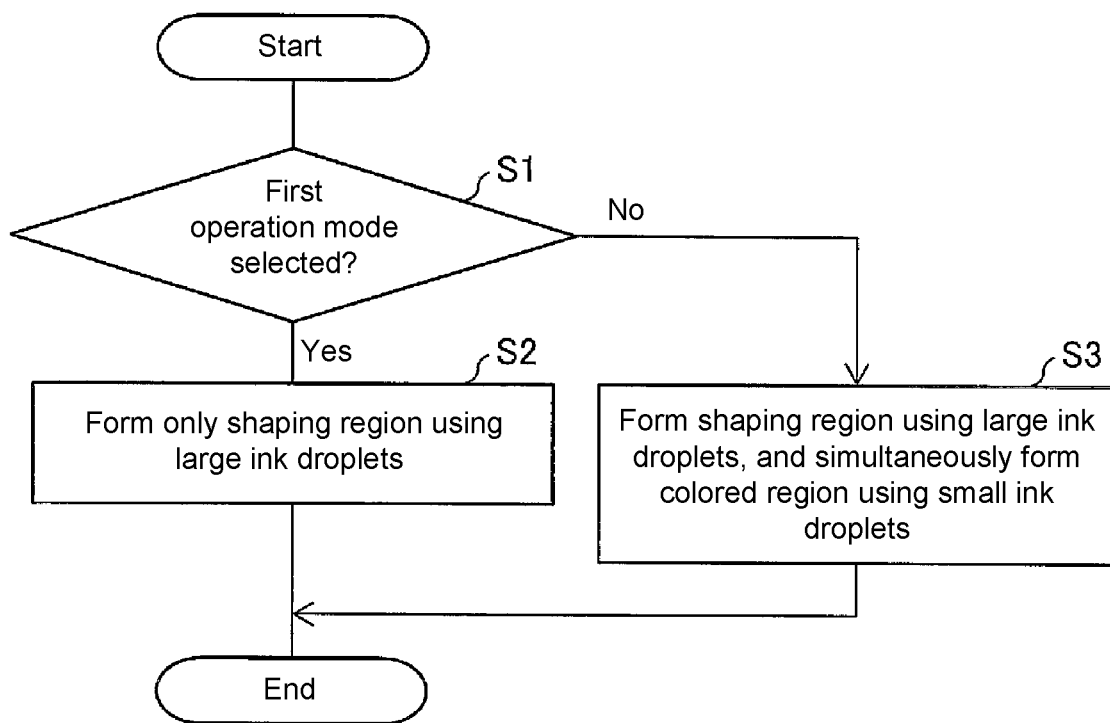 Start
S1
First
operation mode
selected?
No
Yes
S2
Form only shaping region using
large ink droplets
S3
Form shaping region using large ink
droplets, and simultaneously form
colored region using small ink
droplets
End